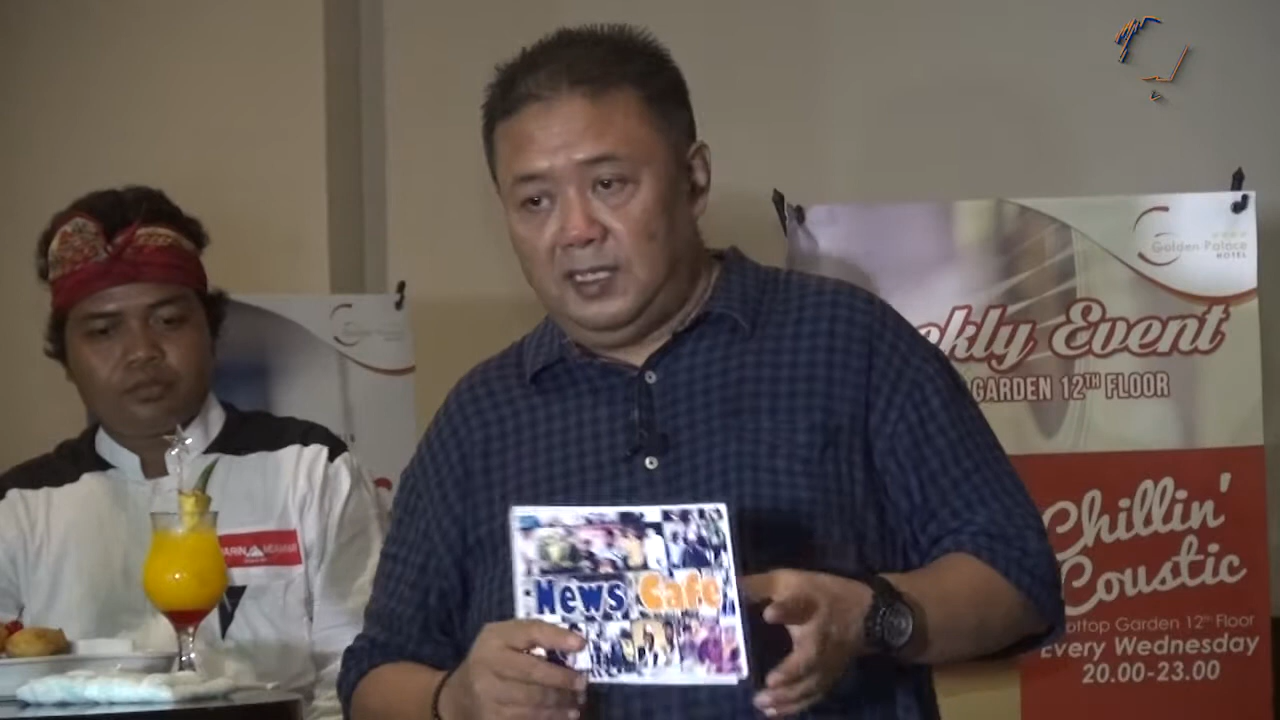 Golden Palace
HOTEL
ekly Event
GARDEN 12TH FLOOR
News Cafe
Chillin'
Coustic
ottop Garden 12th Floor
Every Wednesday
20.00-23.00